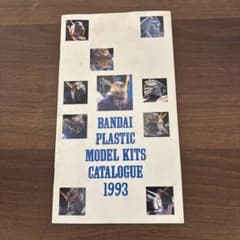 BANDAI
PLASTIC
MODEL KITS
CATALOGUE
1993